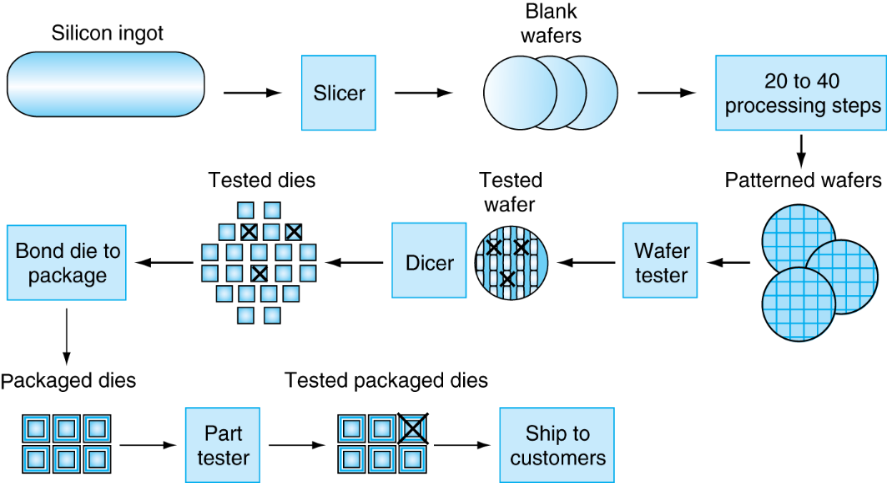 Silicon ingot
Slicer
Blank
wafers
20 to 40
processing steps
Patterned wafers
Wafer
tester
Tested
wafer
Dicer
Tested dies
Bond die to
package
Packaged dies
Part
tester
Tested packaged dies
Ship to
customers